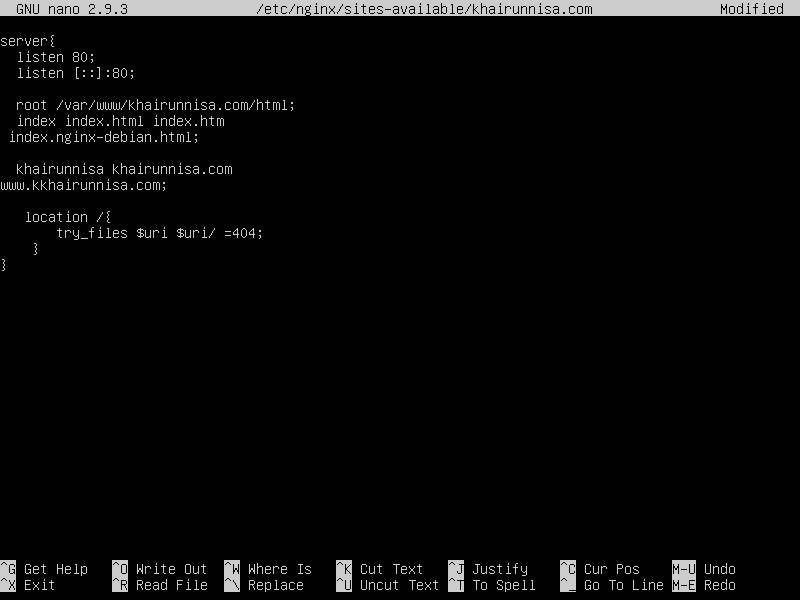 GNU nano 2.9.3 /etc/nginx/sites-available/khairunnisa.com Modified
server{
listen 80;
listen [::]:80;
root /var/www/khairunnisa.com/html;
index index.html index.htm
index.nginx-debian.html;
khairunnisa khairunnisa.com
www.kkhairunnisa.com;
location /{
try_files $uri $uri/ =404;
}
}
^G Get Help ^O Write Out ^W Where Is ^K Cut Text ^J Justify ^C Cur Pos M-U Undo
^X Exit ^R Read File ^\ Replace ^U Uncut Text ^T To Spell ^_ Go To Line M-E Redo